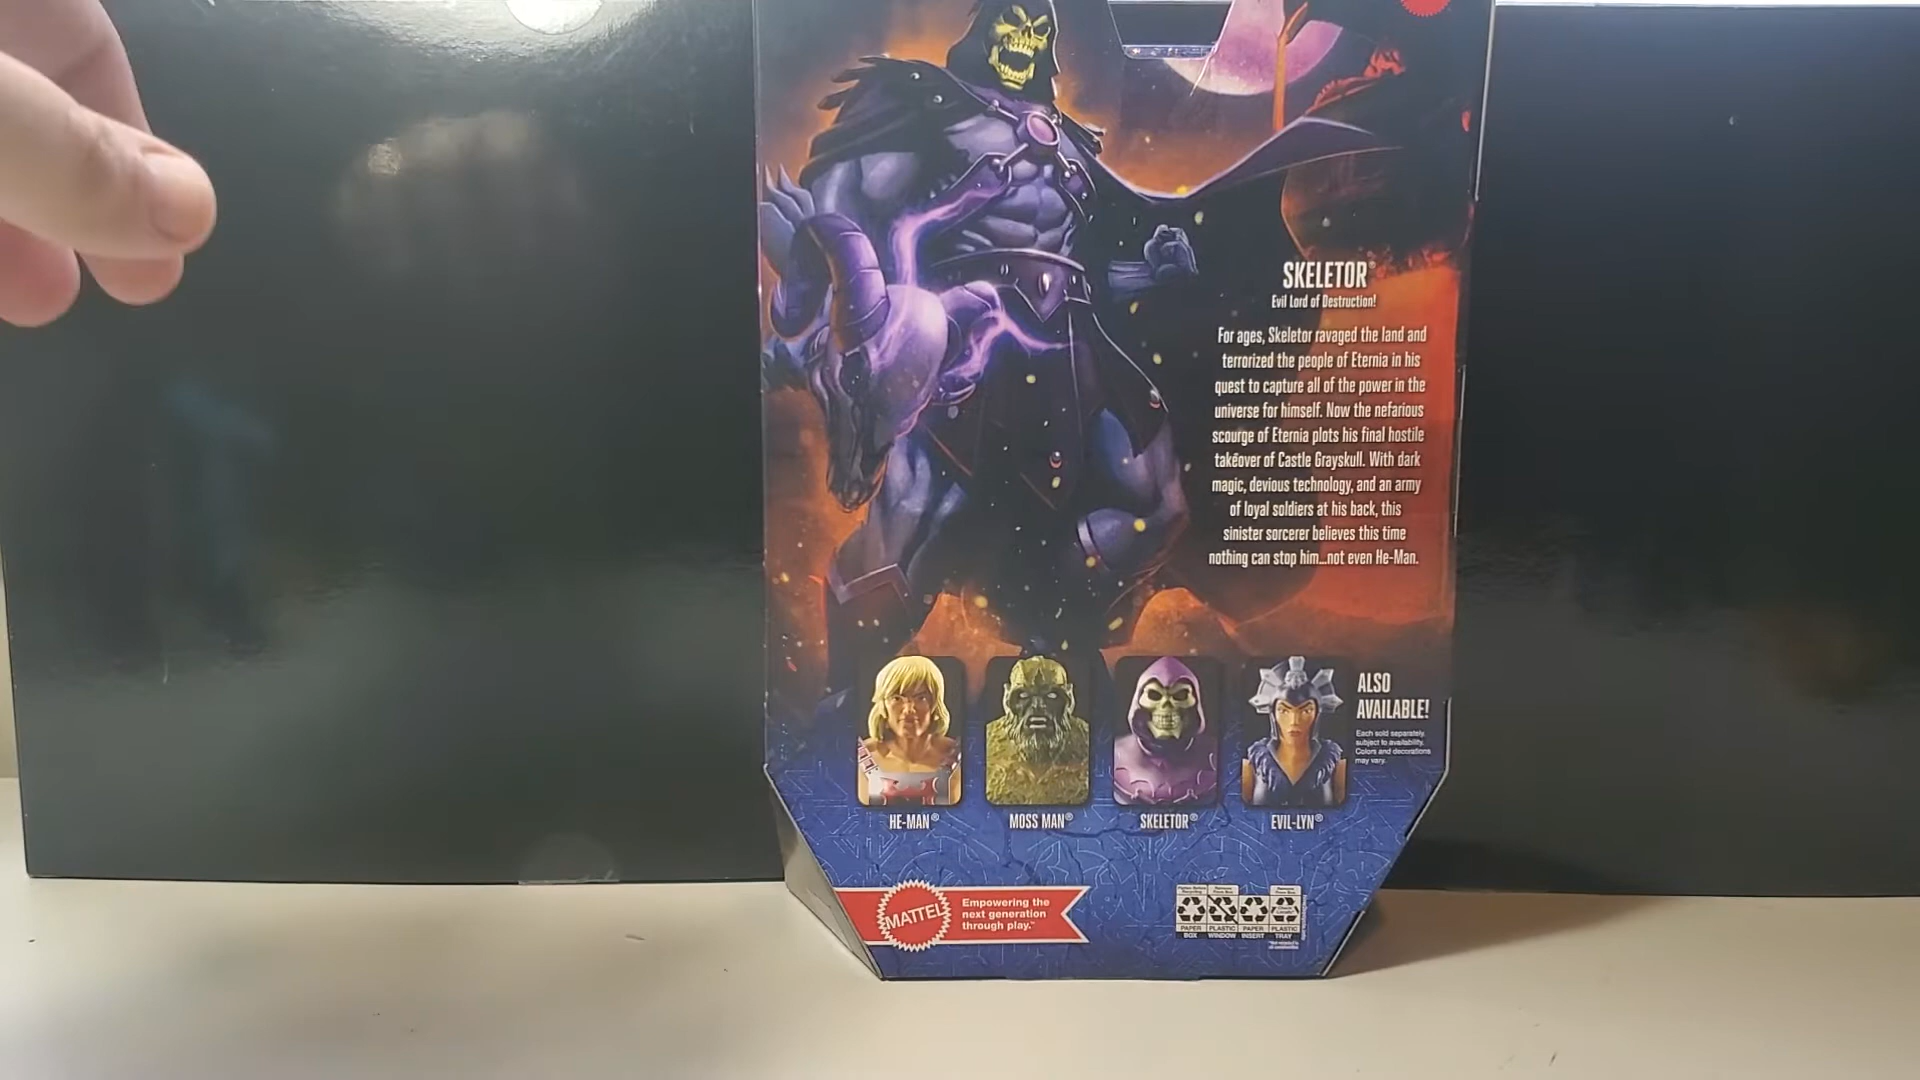 SKELETOR®
Evil Lord of Destruction!
For ages, Skeletor ravaged the land and
terrorized the people of Eternia in his
quest to capture all of the power in the
universe for himself. Now the nefarious
scourge of Eternia plots his final hostile
takeover of Castle Grayskull. With dark
magic, devious technology, and an army
of loyal soldiers at his back, this
sinister sorcerer believes this time
nothing can stop him...not even He-Man.
ALSO
AVAILABLE!
Each sold separately,
subject to availability.
Colors and decorations
may vary.
HE-MAN® MOSS MAN® SKELETOR® EVIL-LYN®
MATTEL
Empowering the
next generation
through play.™
PAPER PLASTIC PAPER PLASTIC
BOX WINDOW INSERT TRAY